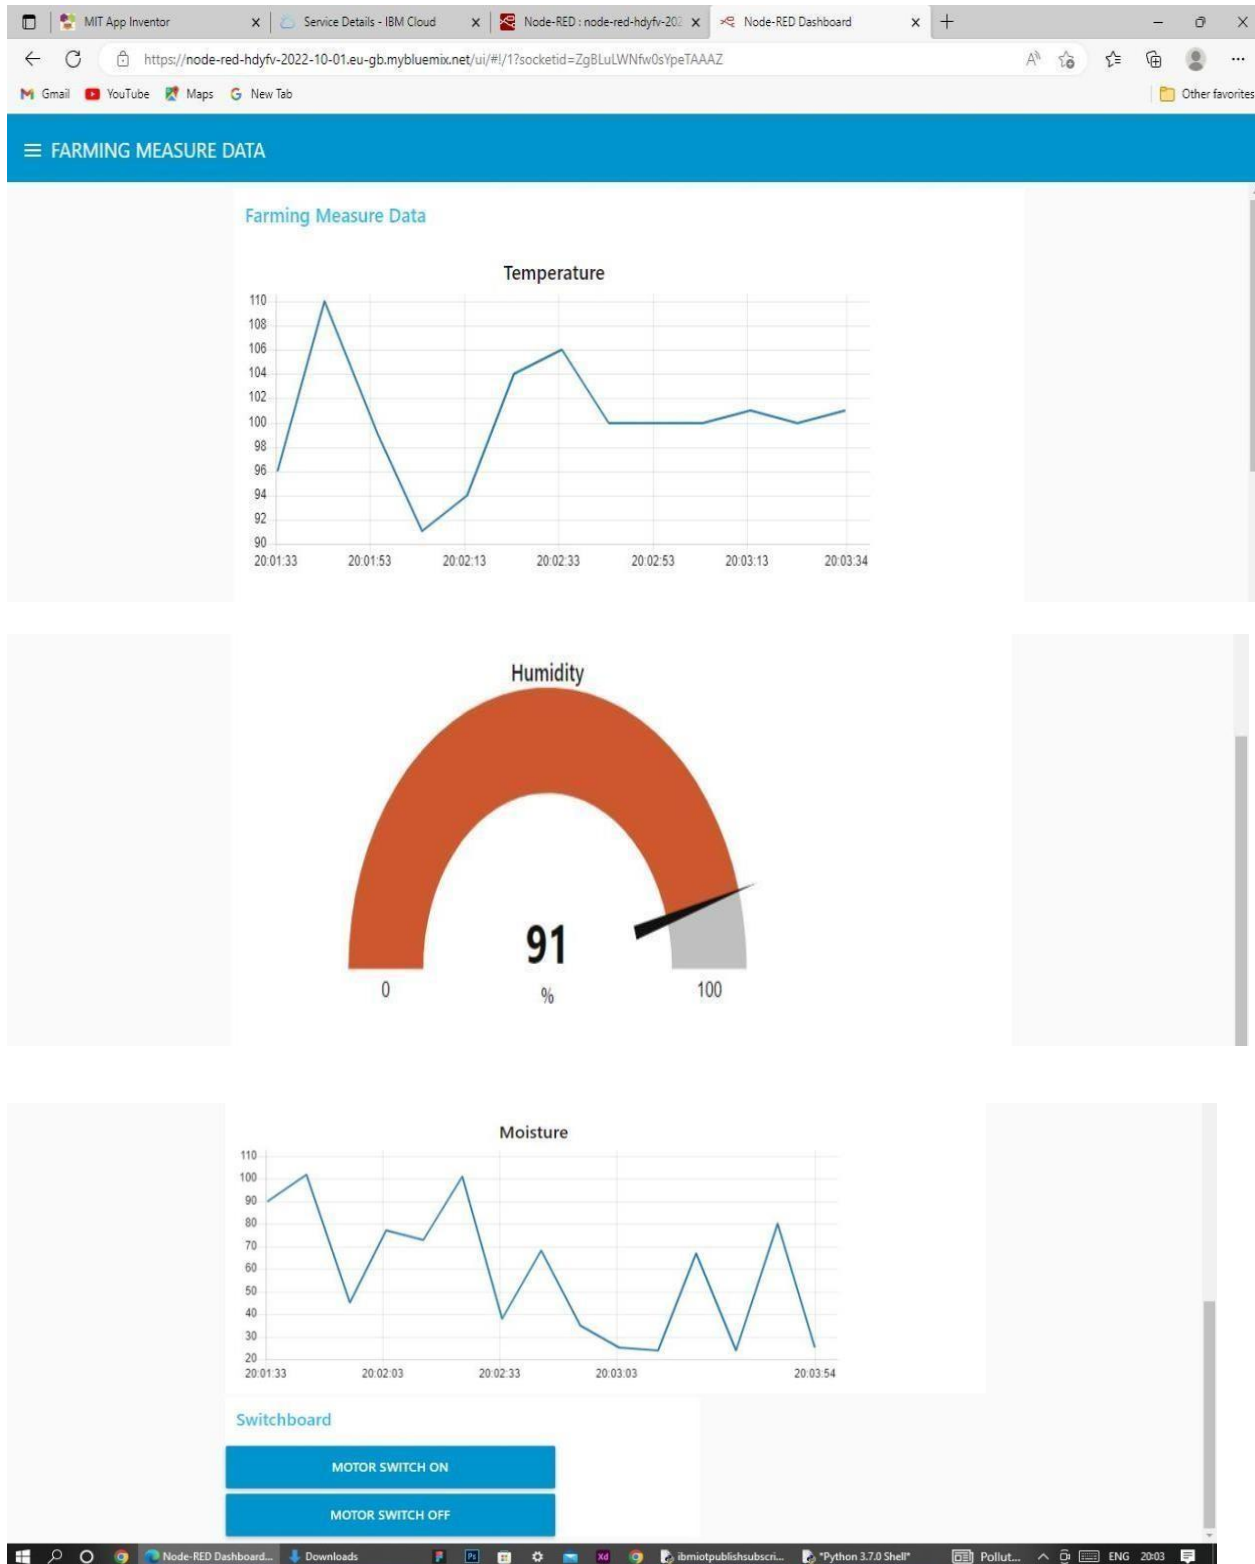 MIT App Inventor Service Details - IBM Cloud Node-RED : node-red-hdyfv-202 Node-RED Dashboard
https://node-red-hdyfv-2022-10-01.eu-gb.mybluemix.net/ui/#!/1?socketid=ZgBLuLWNfw0sYpeTAAAZ
Gmail YouTube Maps New Tab Other favorites
FARMING MEASURE DATA
Farming Measure Data
Temperature
110
108
106
104
102
100
98
96
94
92
90
20:01:33 20:01:53 20:02:13 20:02:33 20:02:53 20:03:13 20:03:34
Humidity
91
0 % 100
Moisture
110
100
90
80
70
60
50
40
30
20
20:01:33 20:02:03 20:02:33 20:03:03 20:03:54
Switchboard
MOTOR SWITCH ON
MOTOR SWITCH OFF
Node-RED Dashboard... Downloads Ps Xd ibmiotpublishsubscri... *Python 3.7.0 Shell* Pollut... ENG 20:03